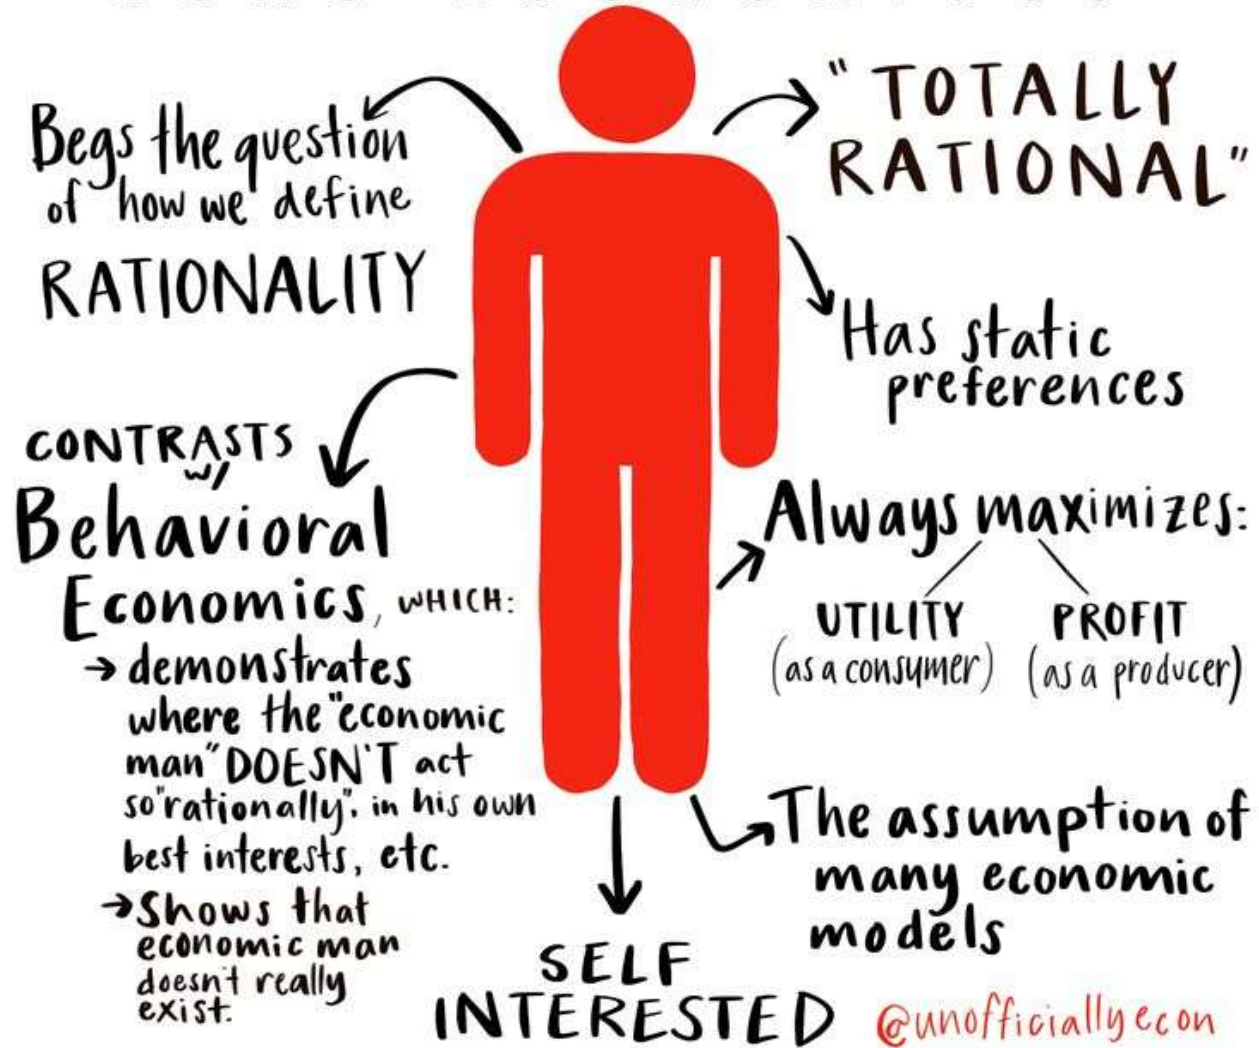 Begs the question
of how we define
RATIONALITY
"TOTALLY
RATIONAL"
Has static
preferences
CONTRASTS
w/
Behavioral
Economics, WHICH:
→ demonstrates
where the "economic
man" DOESN'T act
so "rationally", in his own
best interests, etc.
→ Shows that
economic man
doesn't really
exist.
Always maximizes:
UTILITY PROFIT
(as a consumer) (as a producer)
The assumption of
many economic
models
SELF
INTERESTED
@unofficiallyecon